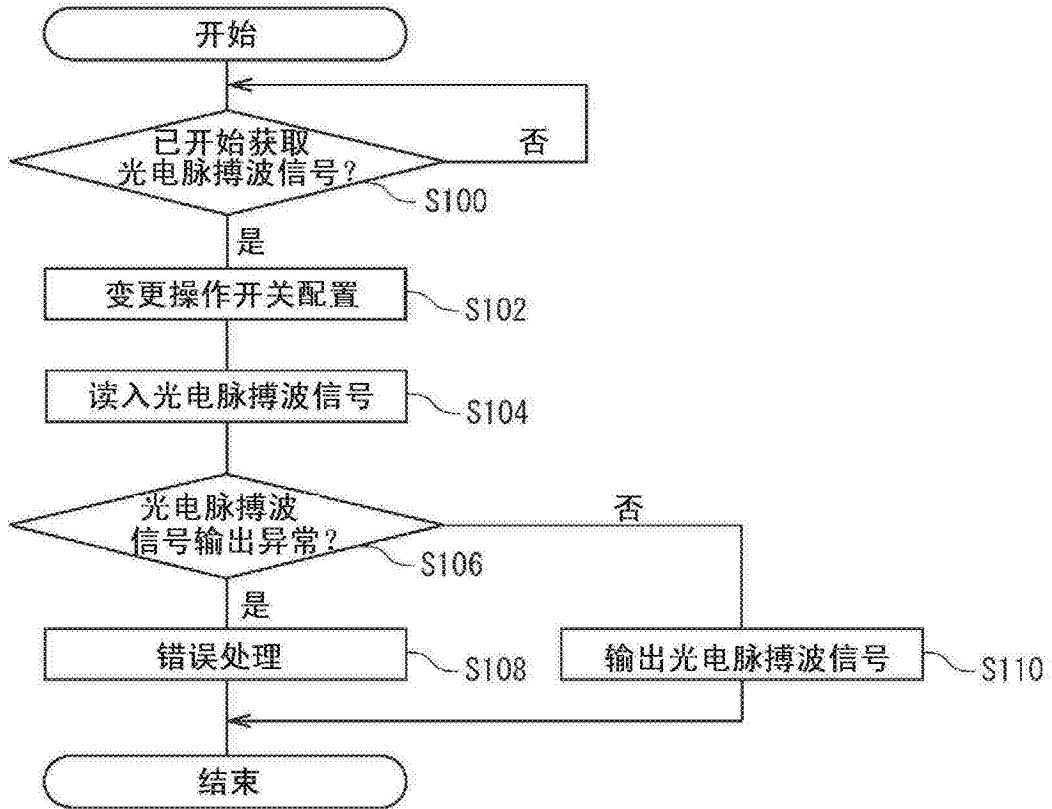 开始
否
已开始获取
光电脉搏波信号?
S100
是
变更操作开关配置
S102
读入光电脉搏波信号
S104
光电脉搏波
信号输出异常?
否
S106
是
错误处理
S108
输出光电脉搏波信号
S110
结束